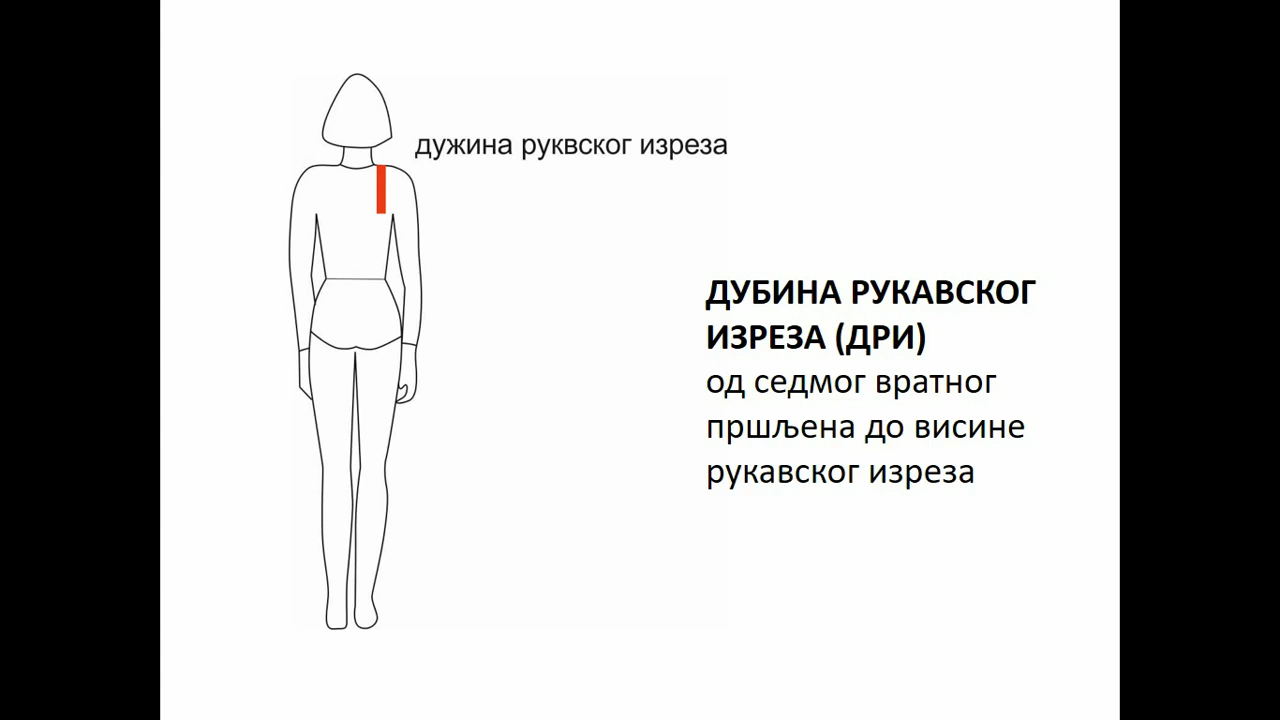 дужина руквског изреза
ДУБИНА РУКАВСКОГ
ИЗРЕЗА (ДРИ)
од седмог вратног
пршљена до висине
рукавског изреза